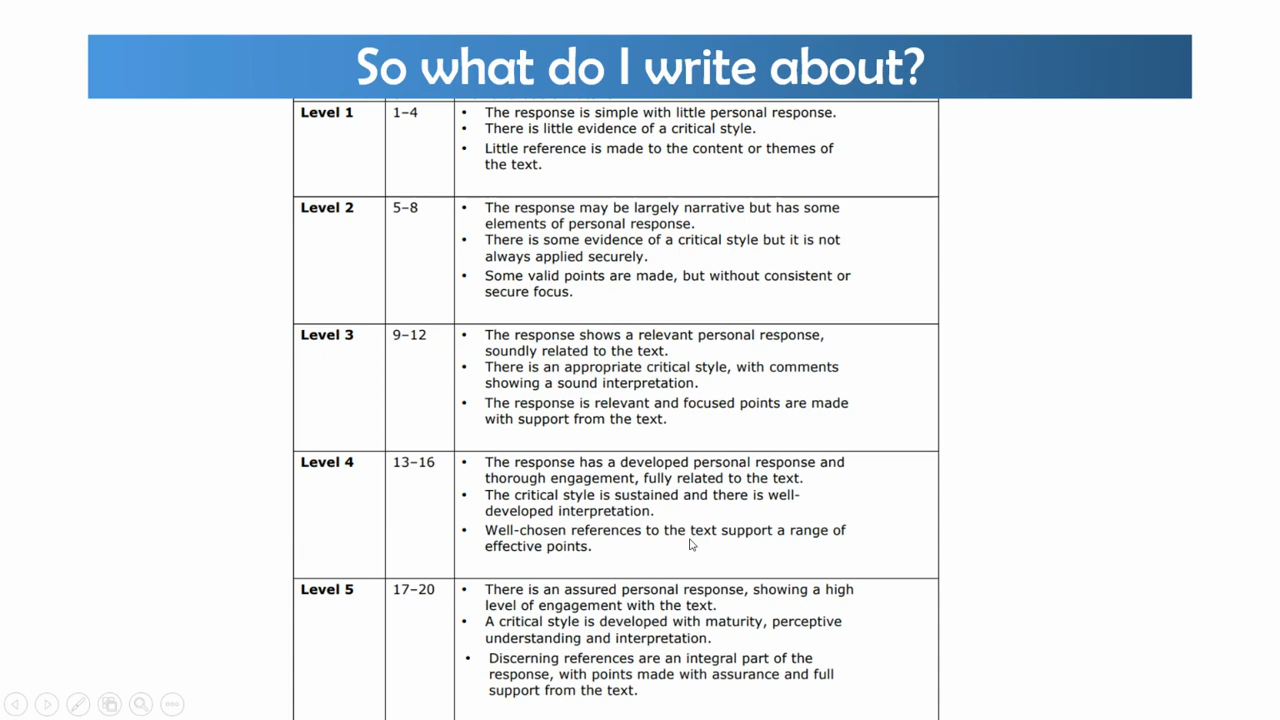 So what do I write about?
Level 1 1–4 • The response is simple with little personal response.
• There is little evidence of a critical style.
• Little reference is made to the content or themes of
the text.
Level 2 5–8 • The response may be largely narrative but has some
elements of personal response.
• There is some evidence of a critical style but it is not
always applied securely.
• Some valid points are made, but without consistent or
secure focus.
Level 3 9–12 • The response shows a relevant personal response,
soundly related to the text.
• There is an appropriate critical style, with comments
showing a sound interpretation.
• The response is relevant and focused points are made
with support from the text.
Level 4 13–16 • The response has a developed personal response and
thorough engagement, fully related to the text.
• The critical style is sustained and there is well-
developed interpretation.
• Well-chosen references to the text support a range of
effective points.
Level 5 17–20 • There is an assured personal response, showing a high
level of engagement with the text.
• A critical style is developed with maturity, perceptive
understanding and interpretation.
• Discerning references are an integral part of the
response, with points made with assurance and full
support from the text.